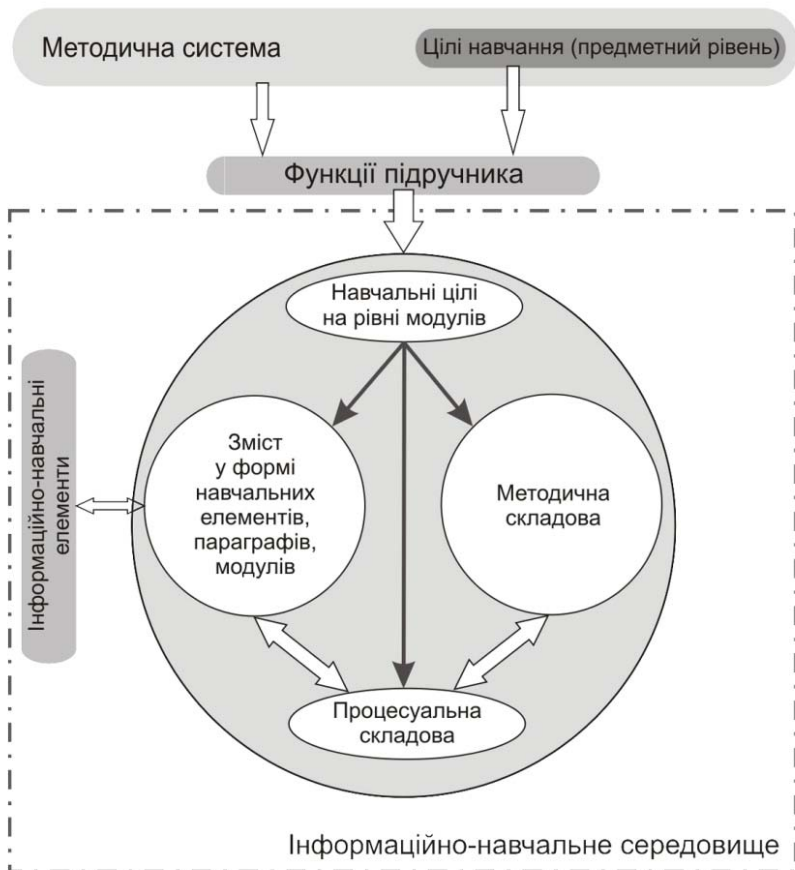 Методична система
Цілі навчання (предметний рівень)
Функції підручника
Навчальні цілі
на рівні модулів
Інформаційно-навчальні
елементи
Зміст
у формі
навчальних
елементів,
параграфів,
модулів
Методична
складова
Процесуальна
складова
Інформаційно-навчальне середовище